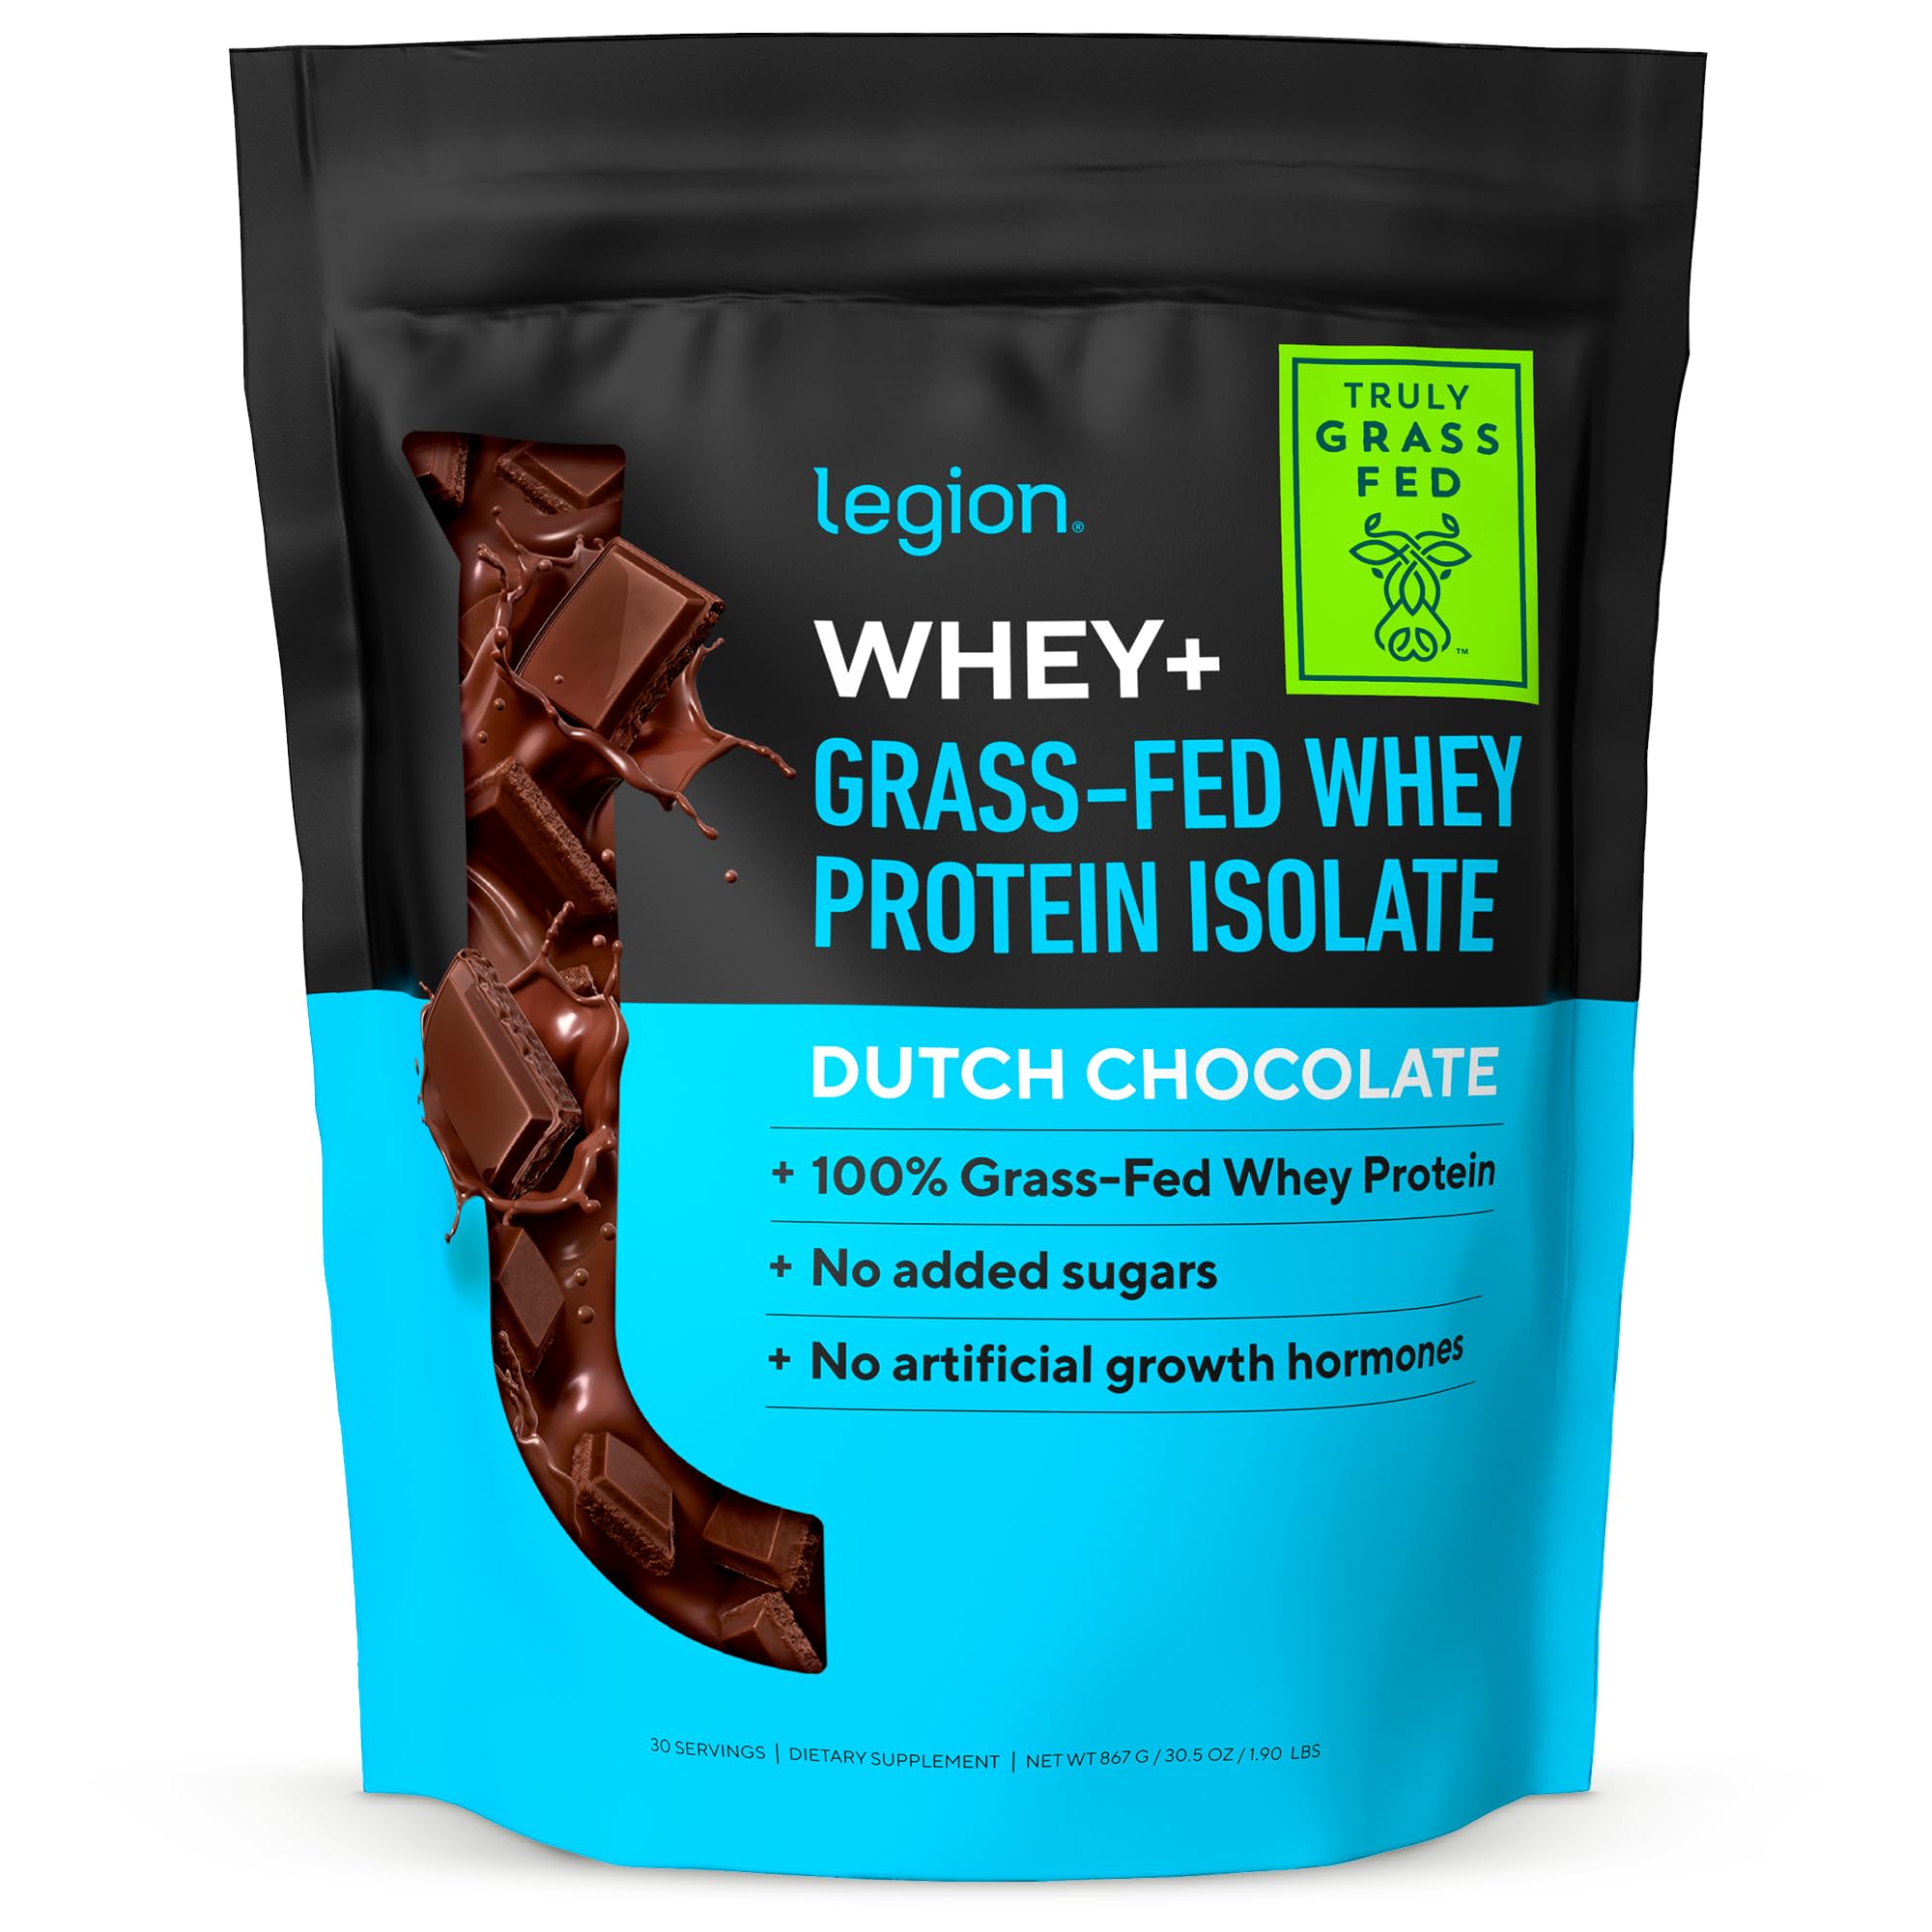 TRULY
GRASS
FED
™
legion®
WHEY+
GRASS-FED WHEY
PROTEIN ISOLATE
DUTCH CHOCOLATE
+ 100% Grass-Fed Whey Protein
+ No added sugars
+ No artificial growth hormones
30 SERVINGS | DIETARY SUPPLEMENT | NET WT 867 G / 30.5 OZ / 1.90 LBS